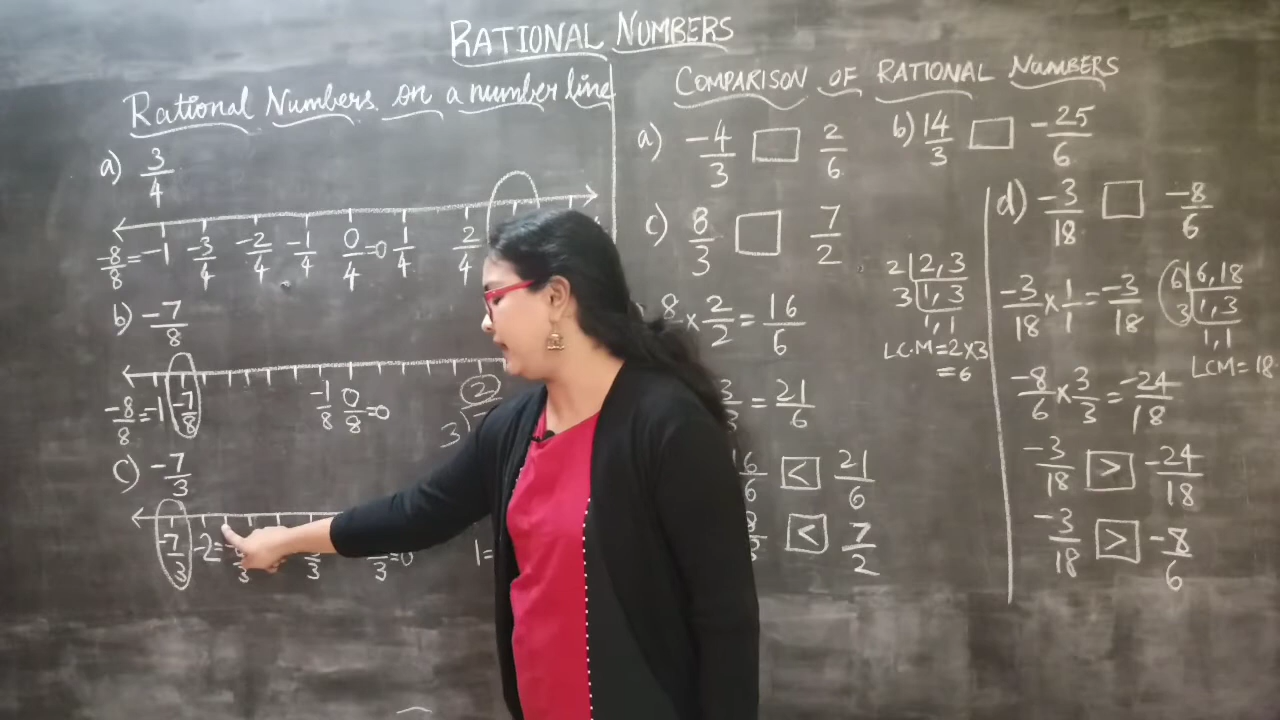 RATIONAL NUMBERS
Rational Numbers on a number line
a) 3/4
-8/8 = -1 -3/4 -2/4 -1/4 0/4 = 0 1/4 2/4
b) -7/8
-8/8 = -1 -7/8 -1/8 0/8 = 0
2
3
c) -7/3
-7/3 -2 = /3 /3 /3 = 0 1 =
COMPARISON OF RATIONAL NUMBERS
a) -4/3 □ 2/6
b) 14/3 □ -25/6
c) 8/3 □ 7/2
2 | 2, 3
3 | 1, 3
1, 1
L.C.M = 2 × 3
= 6
8 × 2/2 = 16/6
3 = 21/6
16/6 < 21/6
8/3 < 7/2
d) -3/18 □ -8/6
6 | 6, 18
3 | 1, 3
1, 1
LCM = 18
-3/18 × 1/1 = -3/18
-8/6 × 3/3 = -24/18
-3/18 > -24/18
-3/18 > -8/6